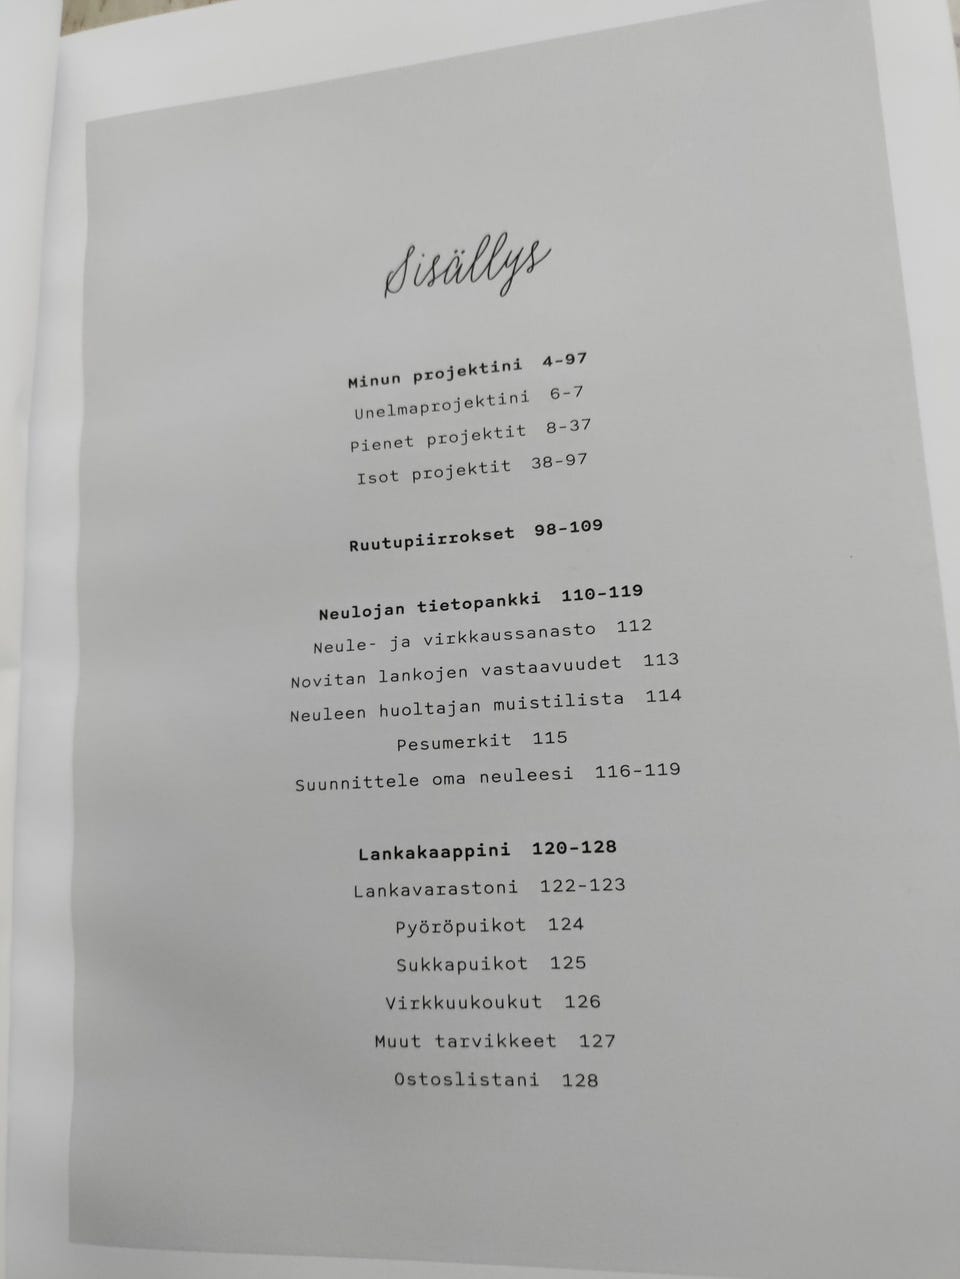 Sisällys
Minun projektini 4-97
Unelmaprojektini 6-7
Pienet projektit 8-37
Isot projektit 38-97
Ruutupiirrokset 98-109
Neulojan tietopankki 110-119
Neule- ja virkkaussanasto 112
Novitan lankojen vastaavuudet 113
Neuleen huoltajan muistilista 114
Pesumerkit 115
Suunnittele oma neuleesi 116-119
Lankakaappini 120-128
Lankavarastoni 122-123
Pyöröpuikot 124
Sukkapuikot 125
Virkkuukoukut 126
Muut tarvikkeet 127
Ostoslistani 128